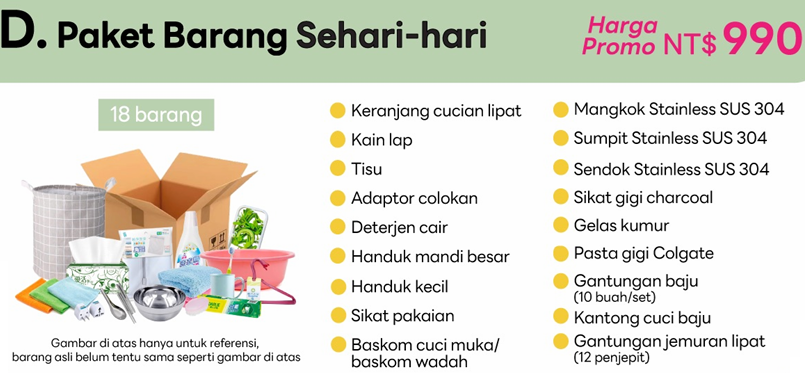 D. Paket Barang Sehari-hari
Harga
Promo NT$ 990
18 barang
Gambar di atas hanya untuk referensi,
barang asli belum tentu sama seperti gambar di atas
Keranjang cucian lipat
Kain lap
Tisu
Adaptor colokan
Deterjen cair
Handuk mandi besar
Handuk kecil
Sikat pakaian
Baskom cuci muka/
baskom wadah
Mangkok Stainless SUS 304
Sumpit Stainless SUS 304
Sendok Stainless SUS 304
Sikat gigi charcoal
Gelas kumur
Pasta gigi Colgate
Gantungan baju
(10 buah/set)
Kantong cuci baju
Gantungan jemuran lipat
(12 penjepit)